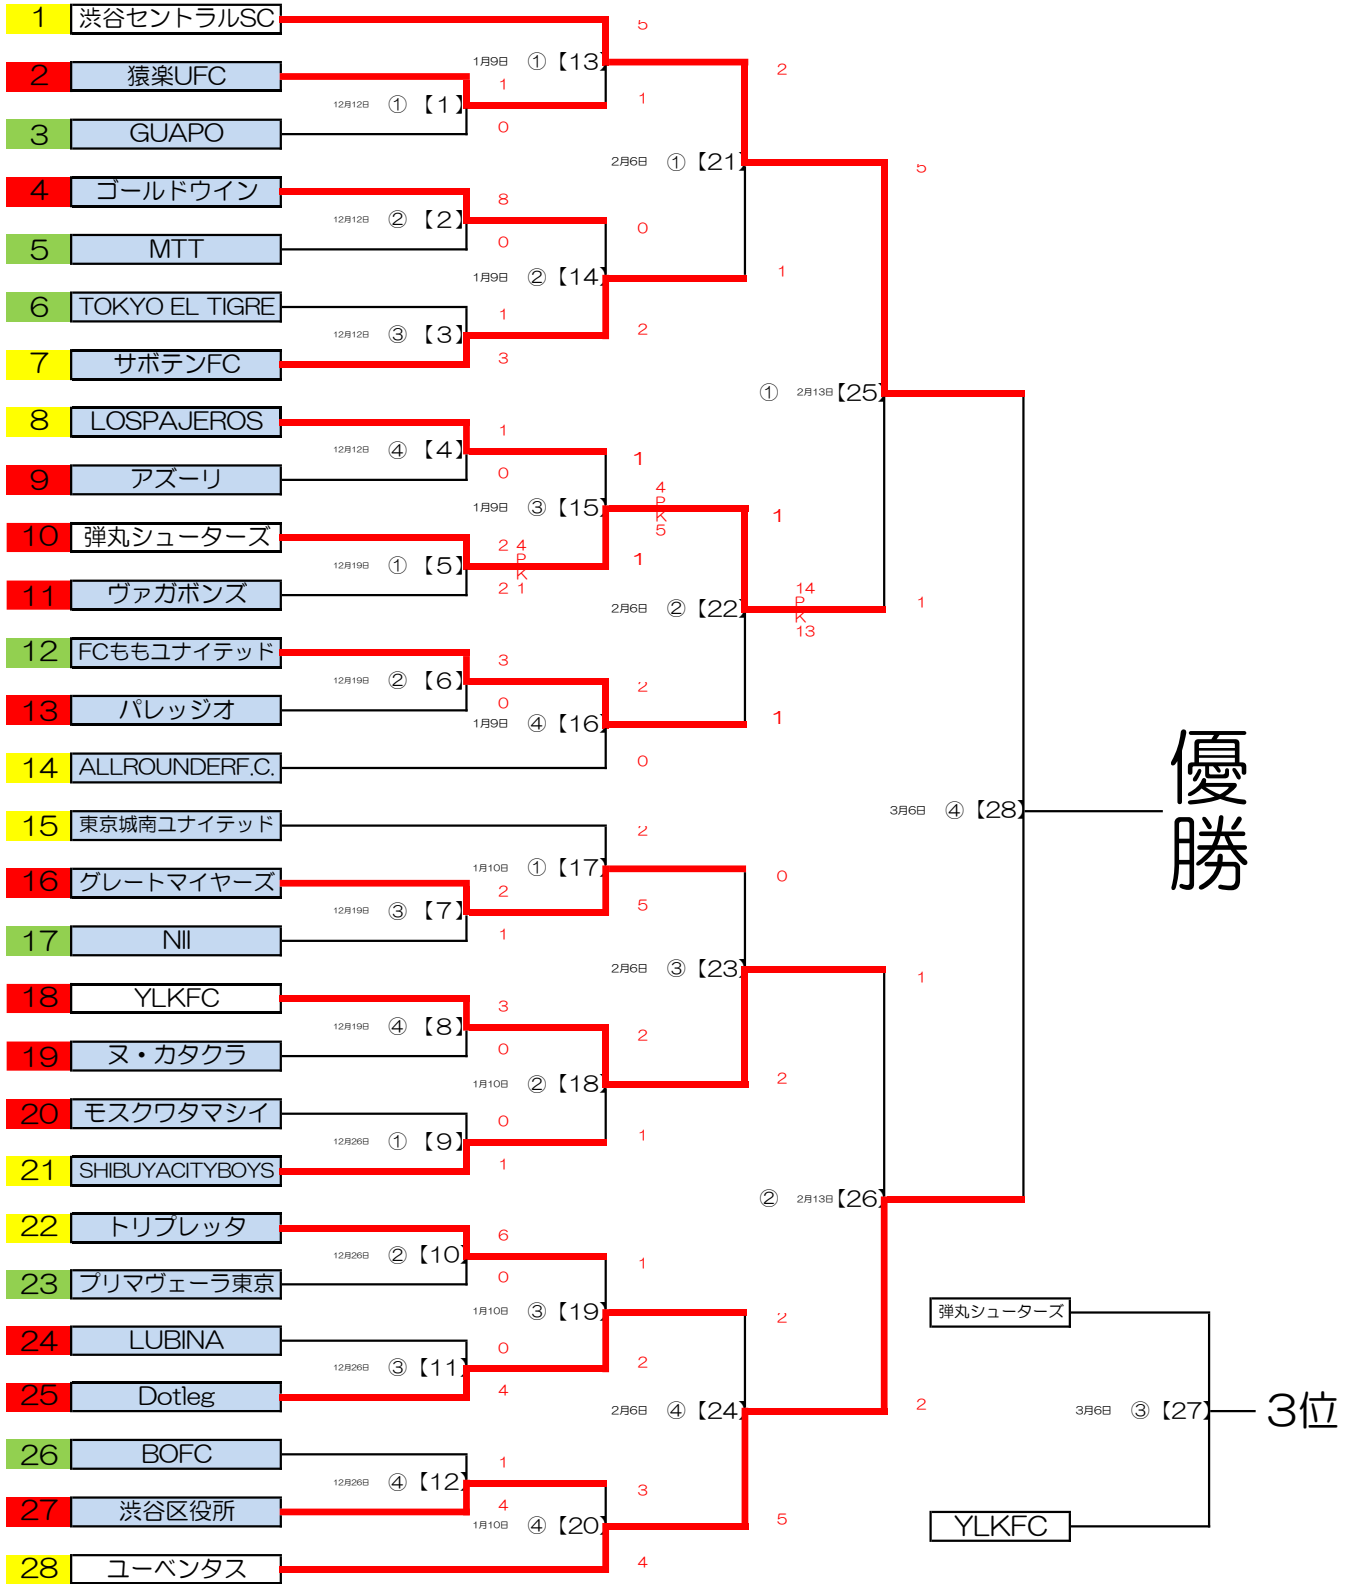 1 渋谷セントラルSC
5
1月9日 ① 【13】
2
2 猿楽UFC
1
12月12日 ① 【1】
1
3 GUAPO
0
2月6日 ① 【21】
5
4 ゴールドウイン
8
12月12日 ② 【2】
0
5 MTT
0
1月9日 ② 【14】
1
6 TOKYO EL TIGRE
1
12月12日 ③ 【3】
2
7 サボテンFC
3
① 2月13日 【25】
8 LOSPAJEROS
1
12月12日 ④ 【4】
1
9 アズーリ
0
4
PK
5
1月9日 ③ 【15】
1
10 弾丸シューターズ
2 4
PK
12月19日 ① 【5】
1
11 ヴァガボンズ
2 1
14
PK
13
2月6日 ② 【22】
1
12 FCももユナイテッド
3
12月19日 ② 【6】
2
13 パレッジオ
0
1月9日 ④ 【16】
1
14 ALLROUNDERF.C.
0
優勝
3月6日 ④ 【28】
15 東京城南ユナイテッド
2
1月10日 ① 【17】
0
16 グレートマイヤーズ
2
12月19日 ③ 【7】
5
17 NII
1
2月6日 ③ 【23】
1
18 YLKFC
3
12月19日 ④ 【8】
2
19 ヌ・カタクラ
0
1月10日 ② 【18】
2
20 モスクワタマシイ
0
12月26日 ① 【9】
1
21 SHIBUYACITYBOYS
1
② 2月13日 【26】
22 トリプレッタ
6
12月26日 ② 【10】
1
23 プリマヴェーラ東京
0
1月10日 ③ 【19】
2
弾丸シューターズ
24 LUBINA
0
12月26日 ③ 【11】
2
25 Dotleg
4
2月6日 ④ 【24】
2
3月6日 ③ 【27】
3位
26 BOFC
1
12月26日 ④ 【12】
3
27 渋谷区役所
4
1月10日 ④ 【20】
5
YLKFC
28 ユーベンタス
4